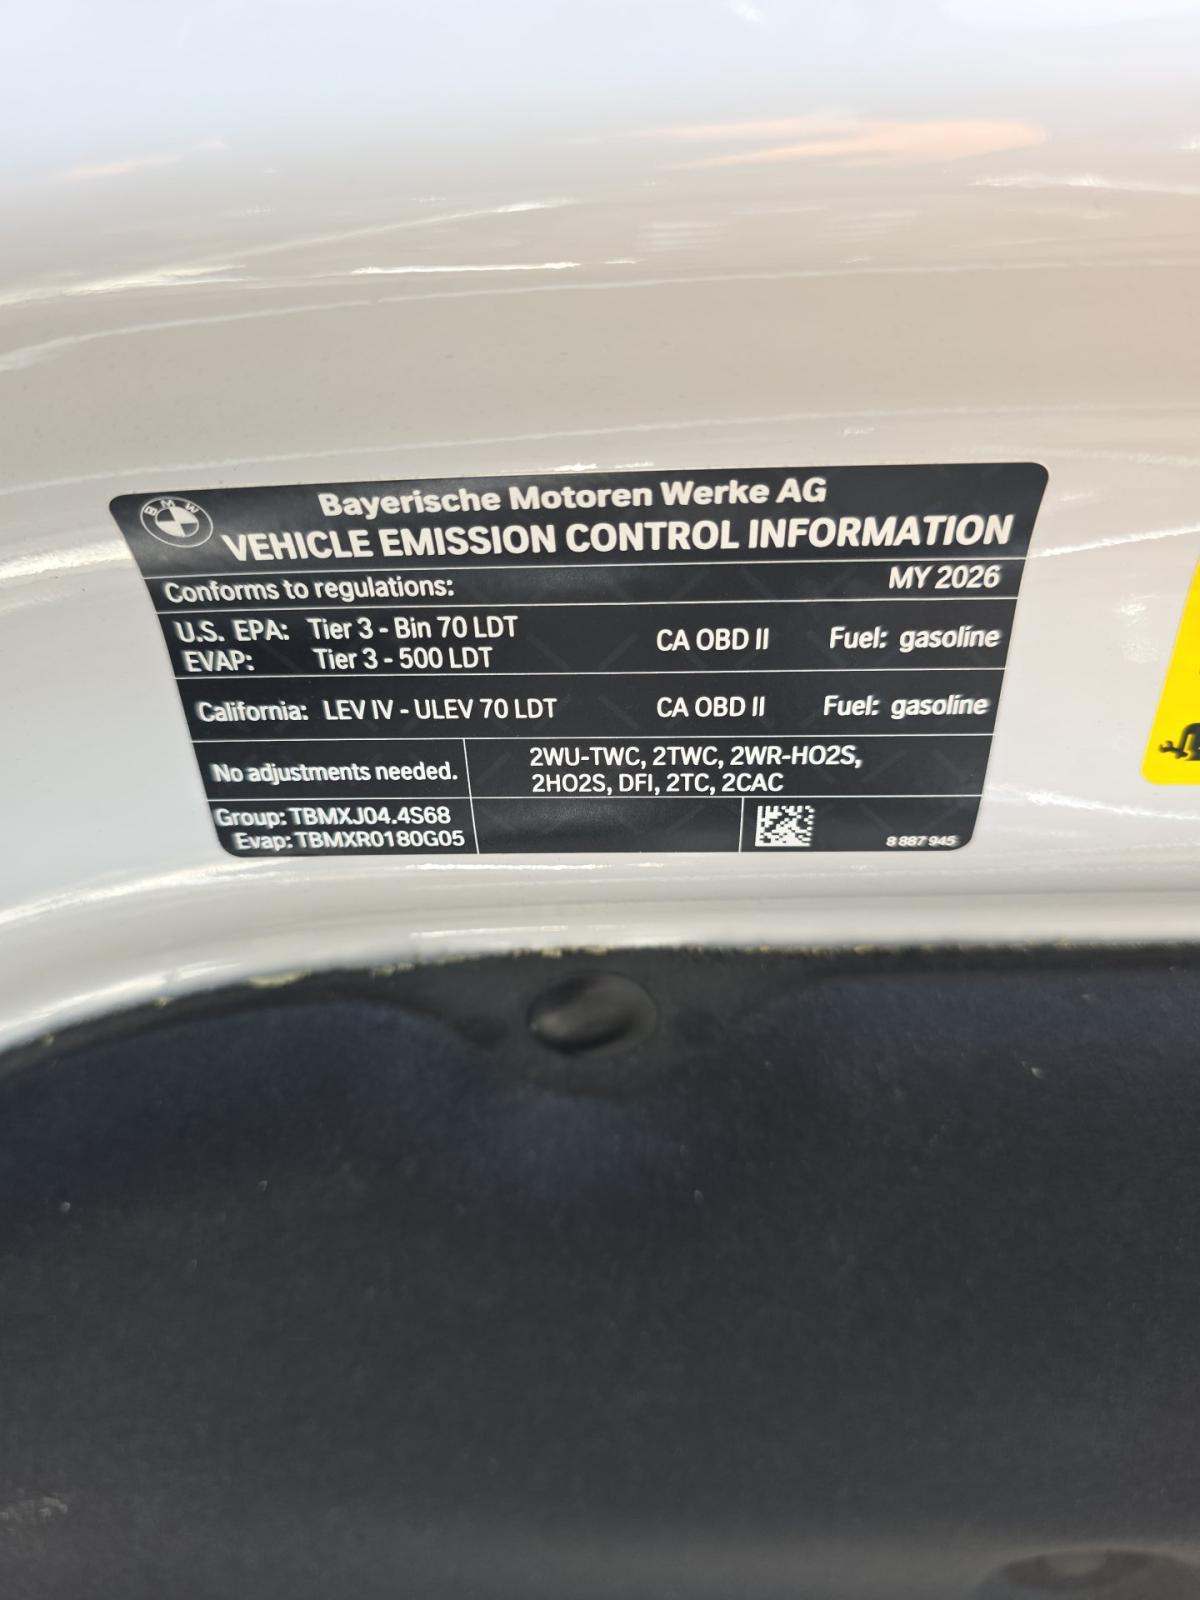 BMW
Bayerische Motoren Werke AG
VEHICLE EMISSION CONTROL INFORMATION
Conforms to regulations: MY 2026
U.S. EPA: Tier 3 - Bin 70 LDT CA OBD II Fuel: gasoline
EVAP: Tier 3 - 500 LDT
California: LEV IV - ULEV 70 LDT CA OBD II Fuel: gasoline
No adjustments needed.
2WU-TWC, 2TWC, 2WR-HO2S,
2HO2S, DFI, 2TC, 2CAC
Group: TBMXJ04.4S68
Evap: TBMXR0180G05
8 887 945